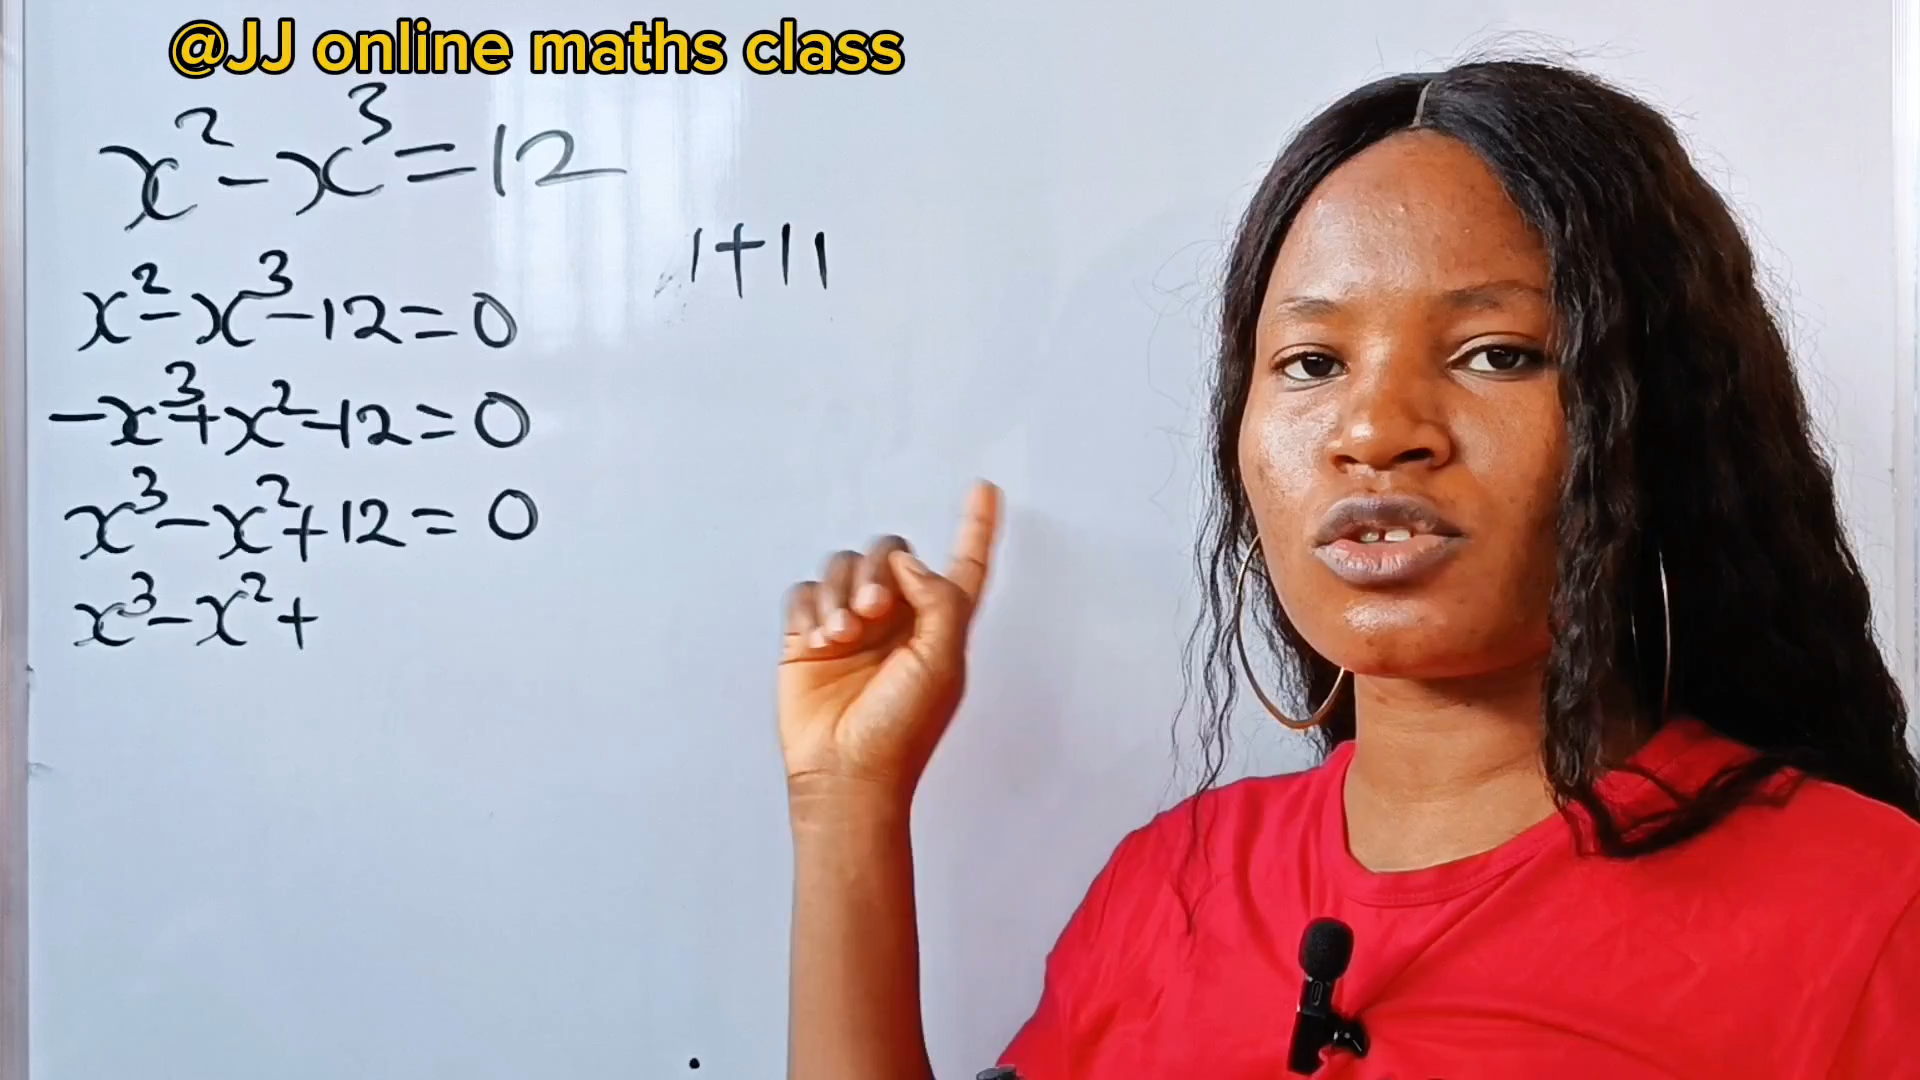 @JJ online maths class
x² - x³ = 12
1 + 11
x² - x³ - 12 = 0
-x³ + x² - 12 = 0
x³ - x² + 12 = 0
x³ - x² +